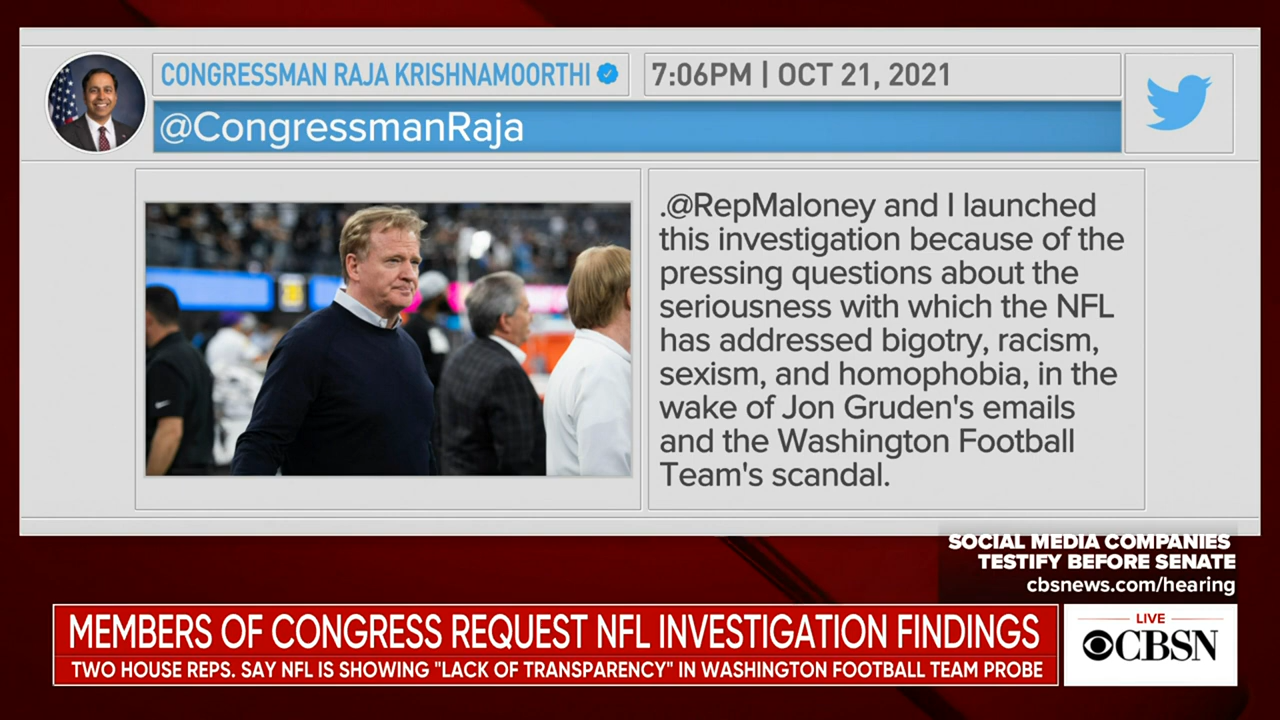 CONGRESSMAN RAJA KRISHNAMOORTHI
7:06PM | OCT 21, 2021
@CongressmanRaja
.@RepMaloney and I launched
this investigation because of the
pressing questions about the
seriousness with which the NFL
has addressed bigotry, racism,
sexism, and homophobia, in the
wake of Jon Gruden's emails
and the Washington Football
Team's scandal.
SOCIAL MEDIA COMPANIES
TESTIFY BEFORE SENATE
cbsnews.com/hearing
MEMBERS OF CONGRESS REQUEST NFL INVESTIGATION FINDINGS
TWO HOUSE REPS. SAY NFL IS SHOWING "LACK OF TRANSPARENCY" IN WASHINGTON FOOTBALL TEAM PROBE
LIVE
CBSN